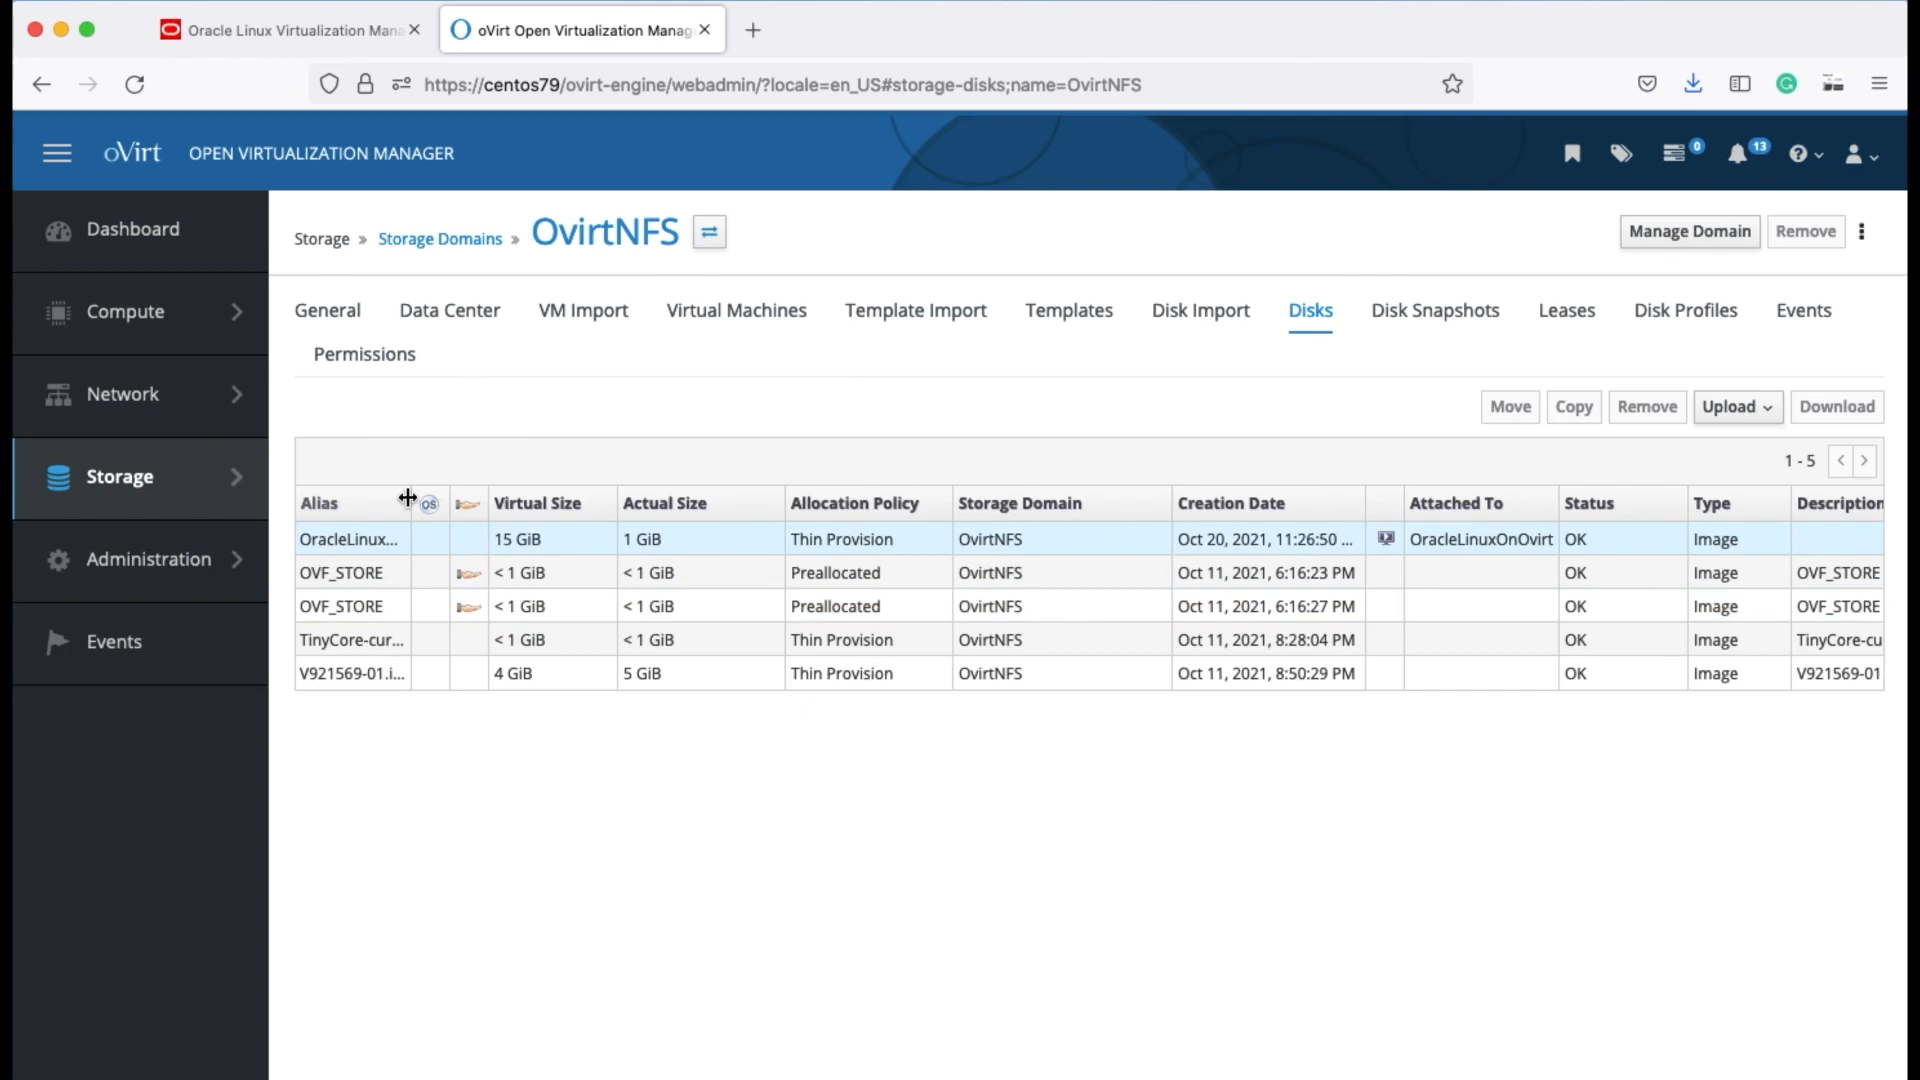 Oracle Linux Virtualization Mana
oVirt Open Virtualization Manag
https://centos79/ovirt-engine/webadmin/?locale=en_US#storage-disks;name=OvirtNFS
oVirt OPEN VIRTUALIZATION MANAGER
0
13
Dashboard
Compute
Network
Storage
Administration
Events
Storage » Storage Domains » OvirtNFS
Manage Domain Remove
General Data Center VM Import Virtual Machines Template Import Templates Disk Import Disks Disk Snapshots Leases Disk Profiles Events
Permissions
Move Copy Remove Upload Download
1 - 5
Alias OS Virtual Size Actual Size Allocation Policy Storage Domain Creation Date Attached To Status Type Description
OracleLinux... 15 GiB 1 GiB Thin Provision OvirtNFS Oct 20, 2021, 11:26:50 ... OracleLinuxOnOvirt OK Image
OVF_STORE < 1 GiB < 1 GiB Preallocated OvirtNFS Oct 11, 2021, 6:16:23 PM OK Image OVF_STORE
OVF_STORE < 1 GiB < 1 GiB Preallocated OvirtNFS Oct 11, 2021, 6:16:27 PM OK Image OVF_STORE
TinyCore-cur... < 1 GiB < 1 GiB Thin Provision OvirtNFS Oct 11, 2021, 8:28:04 PM OK Image TinyCore-cu
V921569-01.i... 4 GiB 5 GiB Thin Provision OvirtNFS Oct 11, 2021, 8:50:29 PM OK Image V921569-01